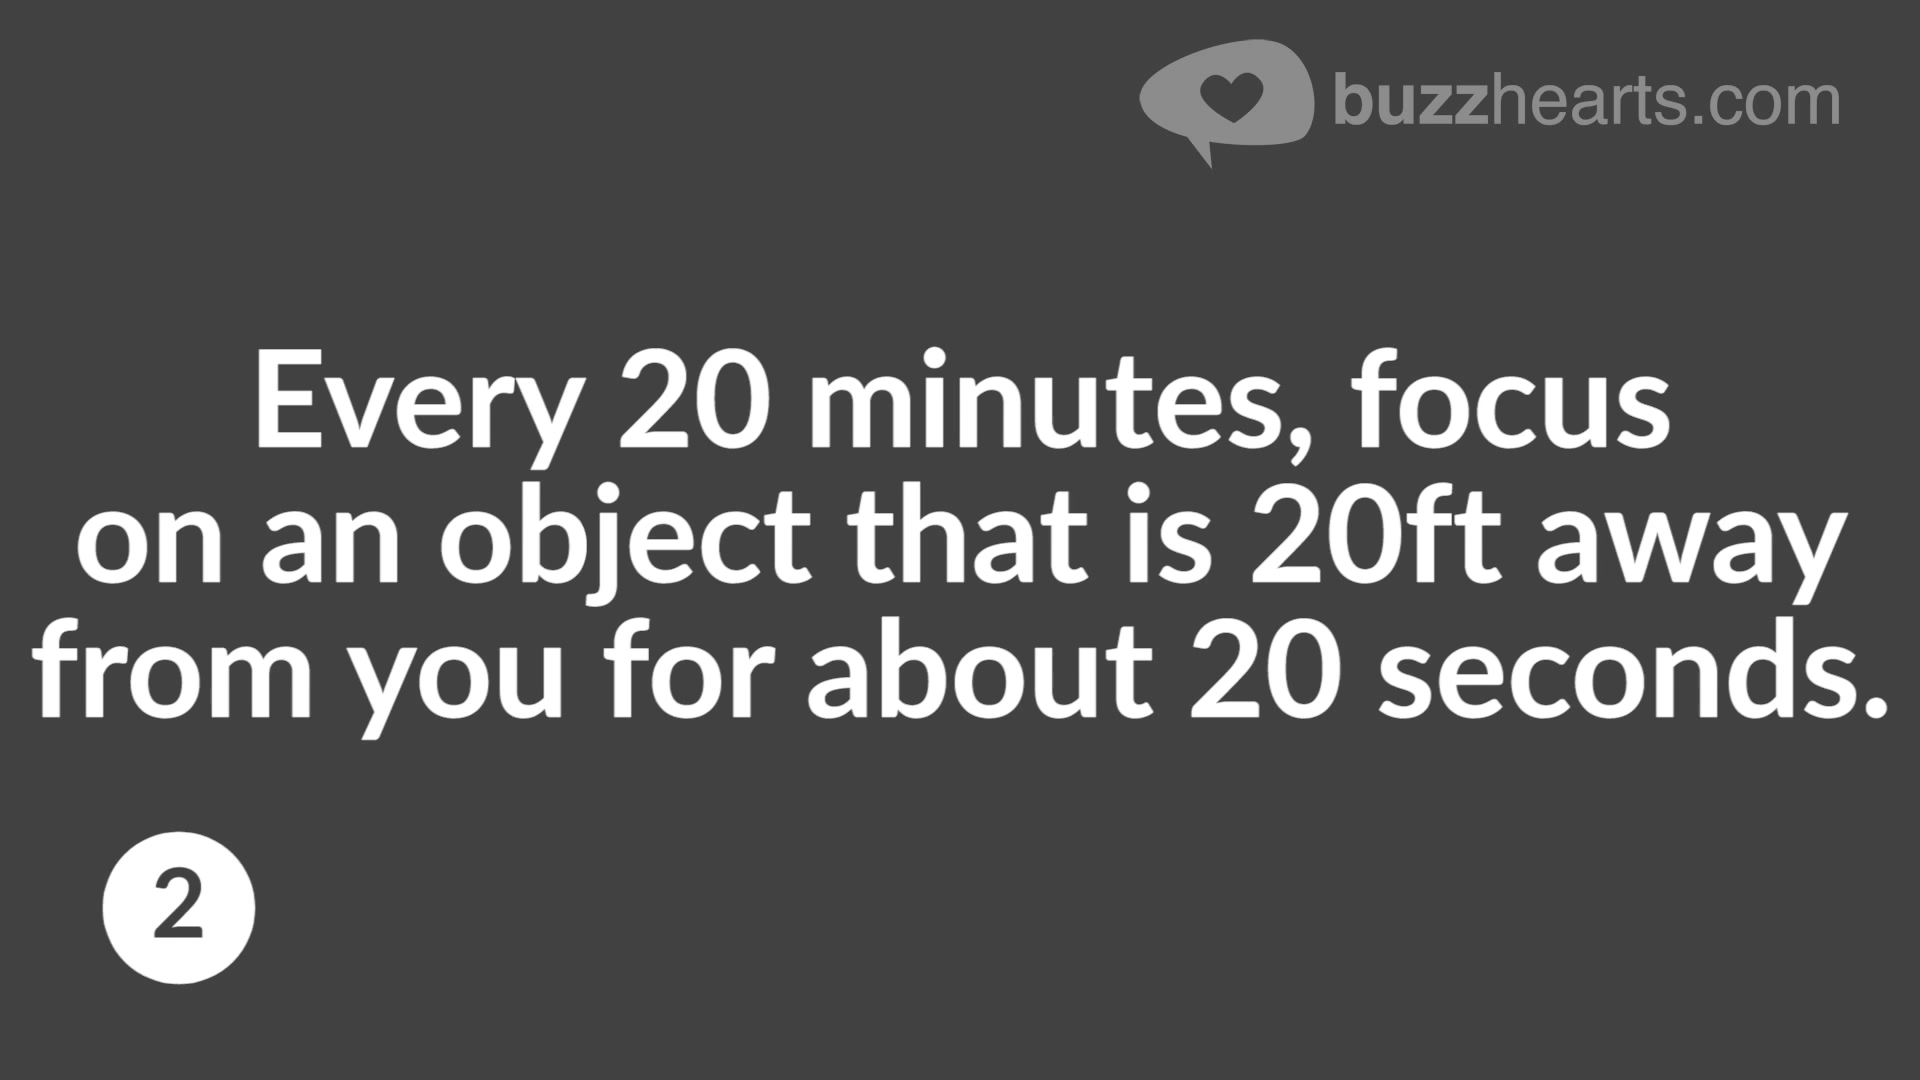 buzzhearts.com
Every 20 minutes, focus
on an object that is 20ft away
from you for about 20 seconds.
2